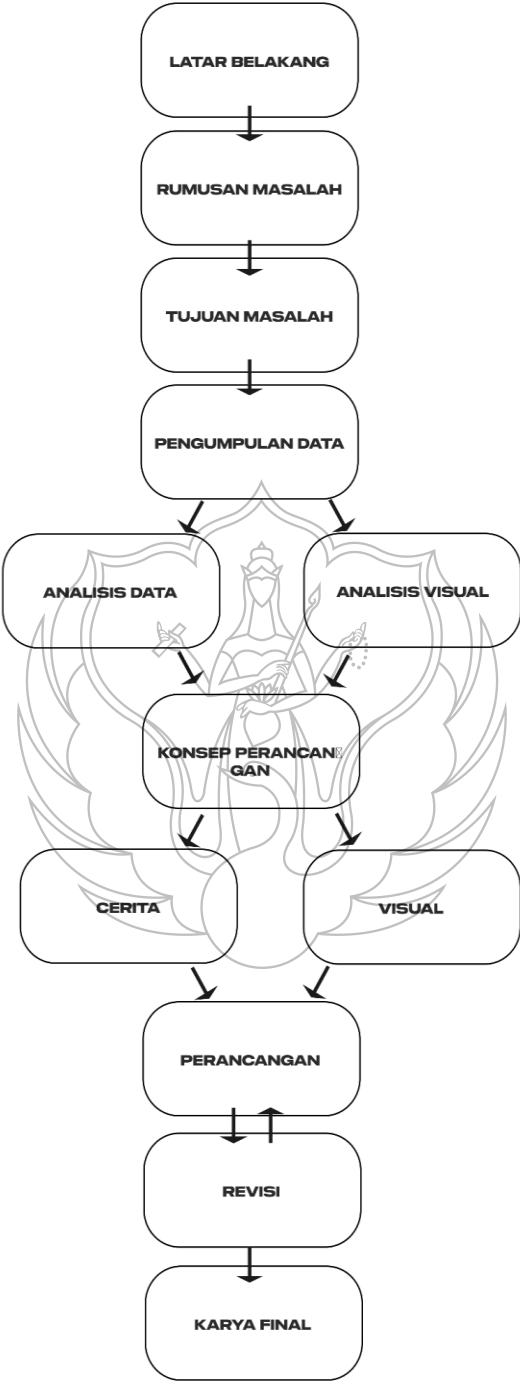 LATAR BELAKANG
RUMUSAN MASALAH
TUJUAN MASALAH
PENGUMPULAN DATA
ANALISIS DATA
ANALISIS VISUAL
KONSEP PERANCAN
GAN
CERITA
VISUAL
PERANCANGAN
REVISI
KARYA FINAL